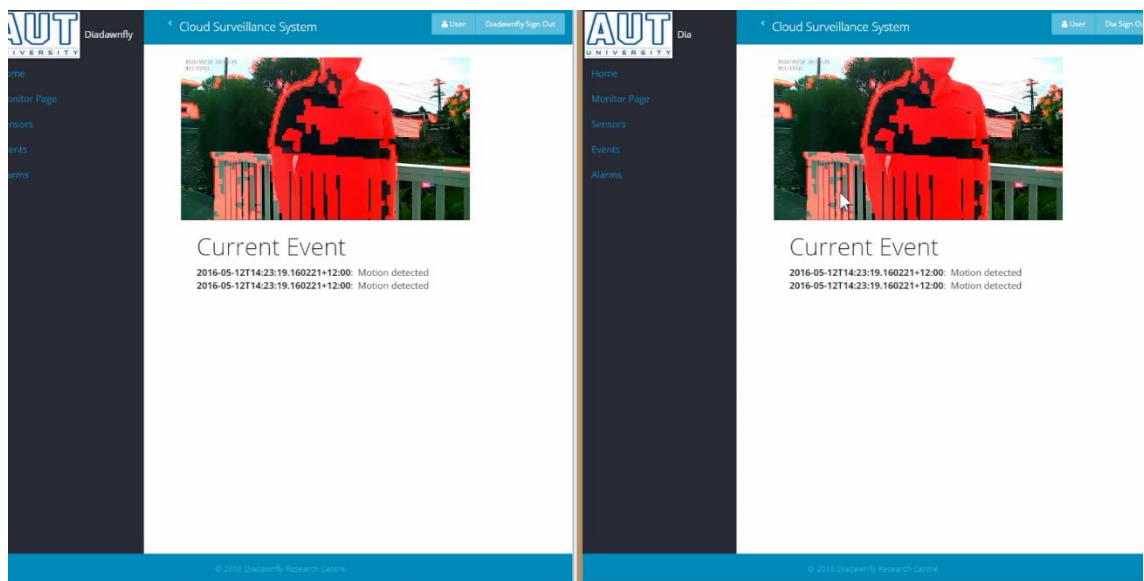 AUT
UNIVERSITY
Diadawnfly
Cloud Surveillance System
User
Diadawnfly Sign Out
ome
onitor Page
nsors
ents
arms
Current Event
2016-05-12T14:23:19.160221+12:00: Motion detected
2016-05-12T14:23:19.160221+12:00: Motion detected
© 2016 Diadawnfly Research Centre.
AUT
UNIVERSITY
Dia
Cloud Surveillance System
User
Dia Sign Ou
Home
Monitor Page
Sensors
Events
Alarms
Current Event
2016-05-12T14:23:19.160221+12:00: Motion detected
2016-05-12T14:23:19.160221+12:00: Motion detected
© 2016 Diadawnfly Research Centre.